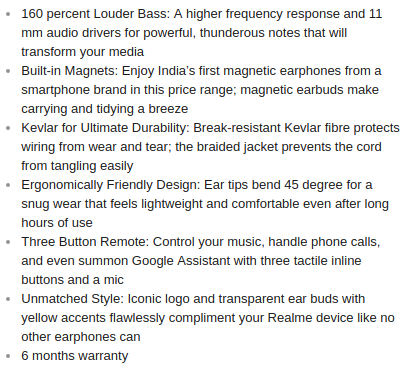 160 percent Louder Bass: A higher frequency response and 11
mm audio drivers for powerful, thunderous notes that will
transform your media
Built-in Magnets: Enjoy India's first magnetic earphones from a
smartphone brand in this price range; magnetic earbuds make
carrying and tidying a breeze
Kevlar for Ultimate Durability: Break-resistant Kevlar fibre protects
wiring from wear and tear; the braided jacket prevents the cord
from tangling easily
Ergonomically Friendly Design: Ear tips bend 45 degree for a
snug wear that feels lightweight and comfortable even after long
hours of use
Three Button Remote: Control your music, handle phone calls,
and even summon Google Assistant with three tactile inline
buttons and a mic
Unmatched Style: Iconic logo and transparent ear buds with
yellow accents flawlessly compliment your Realme device like no
other earphones can
6 months warranty